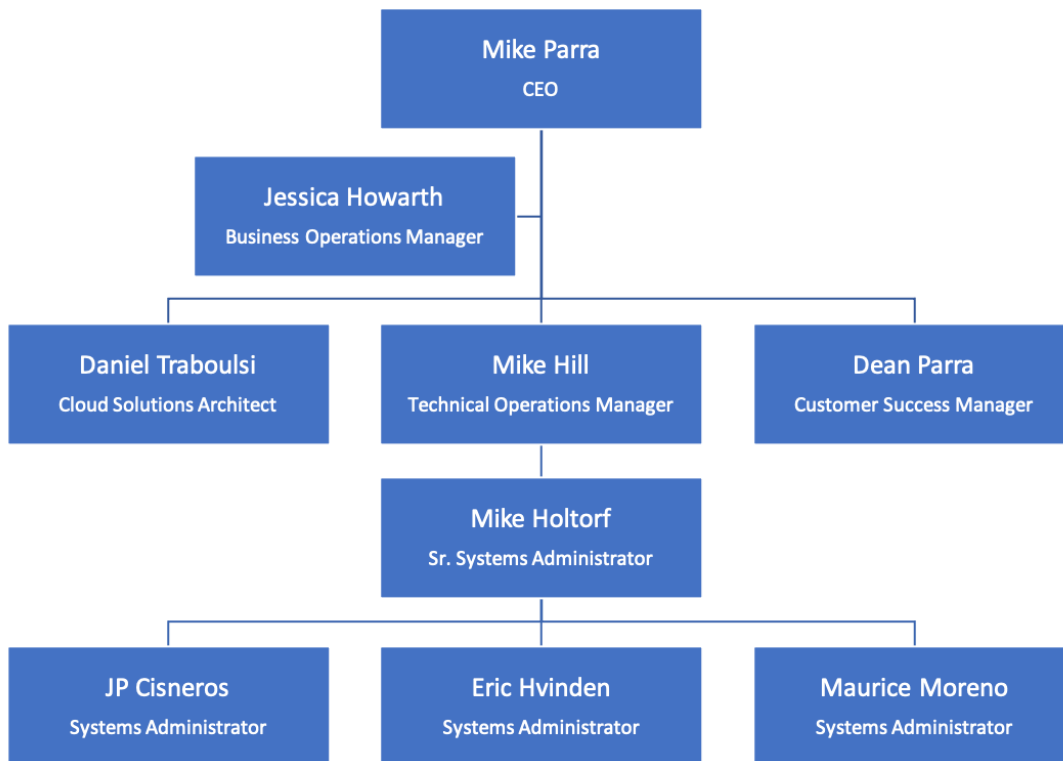 Mike Parra
CEO
Jessica Howarth
Business Operations Manager
Daniel Traboulsi
Cloud Solutions Architect
Mike Hill
Technical Operations Manager
Dean Parra
Customer Success Manager
Mike Holtorf
Sr. Systems Administrator
JP Cisneros
Systems Administrator
Eric Hvinden
Systems Administrator
Maurice Moreno
Systems Administrator